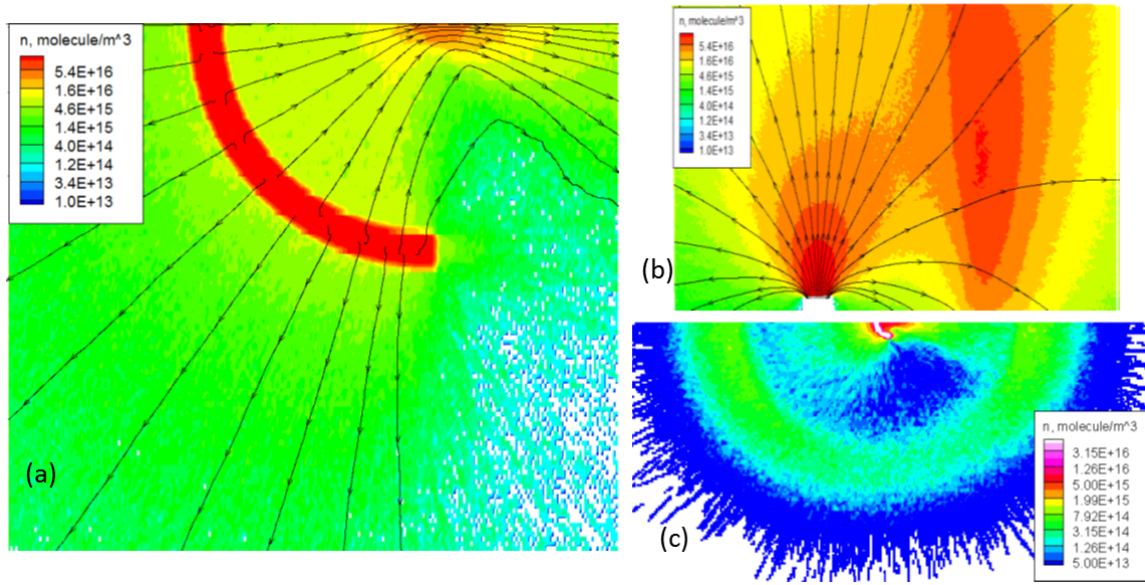 n, molecule/m^3
5.4E+16
1.6E+16
4.6E+15
1.4E+15
4.0E+14
1.2E+14
3.4E+13
1.0E+13
(a)
n, molecule/m^3
5.4E+16
1.6E+16
4.6E+15
1.4E+15
4.0E+14
1.2E+14
3.4E+13
1.0E+13
(b)
n, molecule/m^3
3.15E+16
1.26E+16
5.00E+15
1.99E+15
7.92E+14
3.15E+14
1.26E+14
5.00E+13
(c)